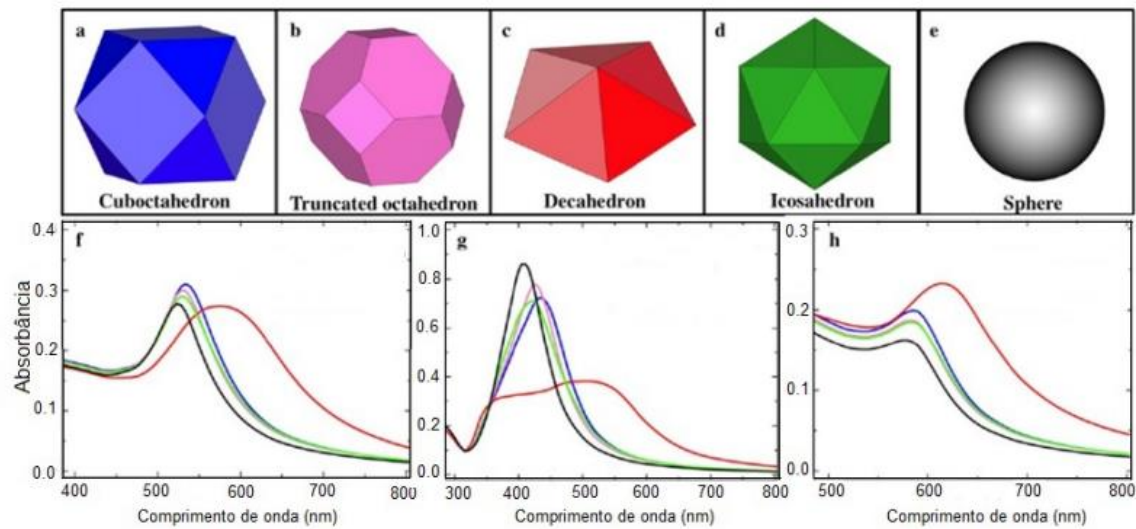 a
b
c
d
e
Cuboctahedron
Truncated octahedron
Decahedron
Icosahedron
Sphere
f
g
h
Absorbância
0.4
0.3
0.2
0.1
0.0
400 500 600 700 800
Comprimento de onda (nm)
1.0
0.8
0.6
0.4
0.2
0.0
300 400 500 600 700 800
Comprimento de onda (nm)
0.3
0.2
0.1
0.0
500 600 700 800
Comprimento de onda (nm)